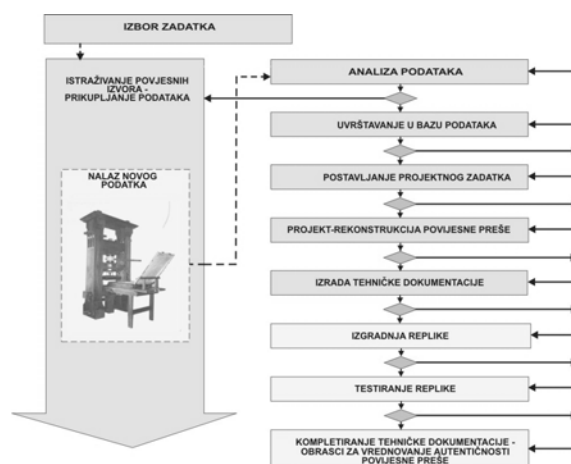 IZBOR ZADATKA
ISTRAŽIVANJE POVJESNIH
IZVORA -
PRIKUPLJANJE PODATAKA
NALAZ NOVOG
PODATKA
ANALIZA PODATAKA
UVRŠTAVANJE U BAZU PODATAKA
POSTAVLJANJE PROJEKTNOG ZADATKA
PROJEKT-REKONSTRUKCIJA POVIJESNE PREŠE
IZRADA TEHNIČKE DOKUMENTACIJE
IZGRADNJA REPLIKE
TESTIRANJE REPLIKE
KOMPLETIRANJE TEHNIČKE DOKUMENTACIJE -
OBRASCI ZA VREDNOVANJE AUTENTIČNOSTI
POVIJESNE PREŠE